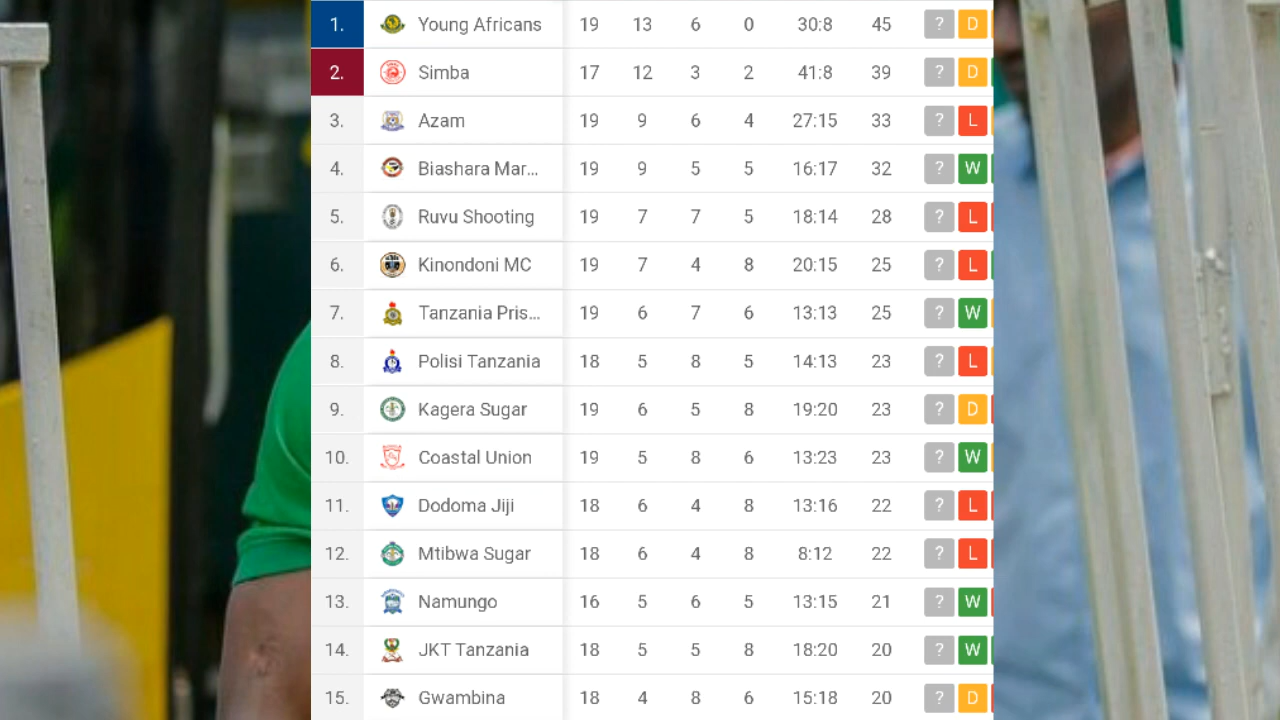 1. Young Africans 19 13 6 0 30:8 45 ? D
2. Simba 17 12 3 2 41:8 39 ? D
3. Azam 19 9 6 4 27:15 33 ? L
4. Biashara Mar... 19 9 5 5 16:17 32 ? W
5. Ruvu Shooting 19 7 7 5 18:14 28 ? L
6. Kinondoni MC 19 7 4 8 20:15 25 ? L
7. Tanzania Pris... 19 6 7 6 13:13 25 ? W
8. Polisi Tanzania 18 5 8 5 14:13 23 ? L
9. Kagera Sugar 19 6 5 8 19:20 23 ? D
10. Coastal Union 19 5 8 6 13:23 23 ? W
11. Dodoma Jiji 18 6 4 8 13:16 22 ? L
12. Mtibwa Sugar 18 6 4 8 8:12 22 ? L
13. Namungo 16 5 6 5 13:15 21 ? W
14. JKT Tanzania 18 5 5 8 18:20 20 ? W
15. Gwambina 18 4 8 6 15:18 20 ? D